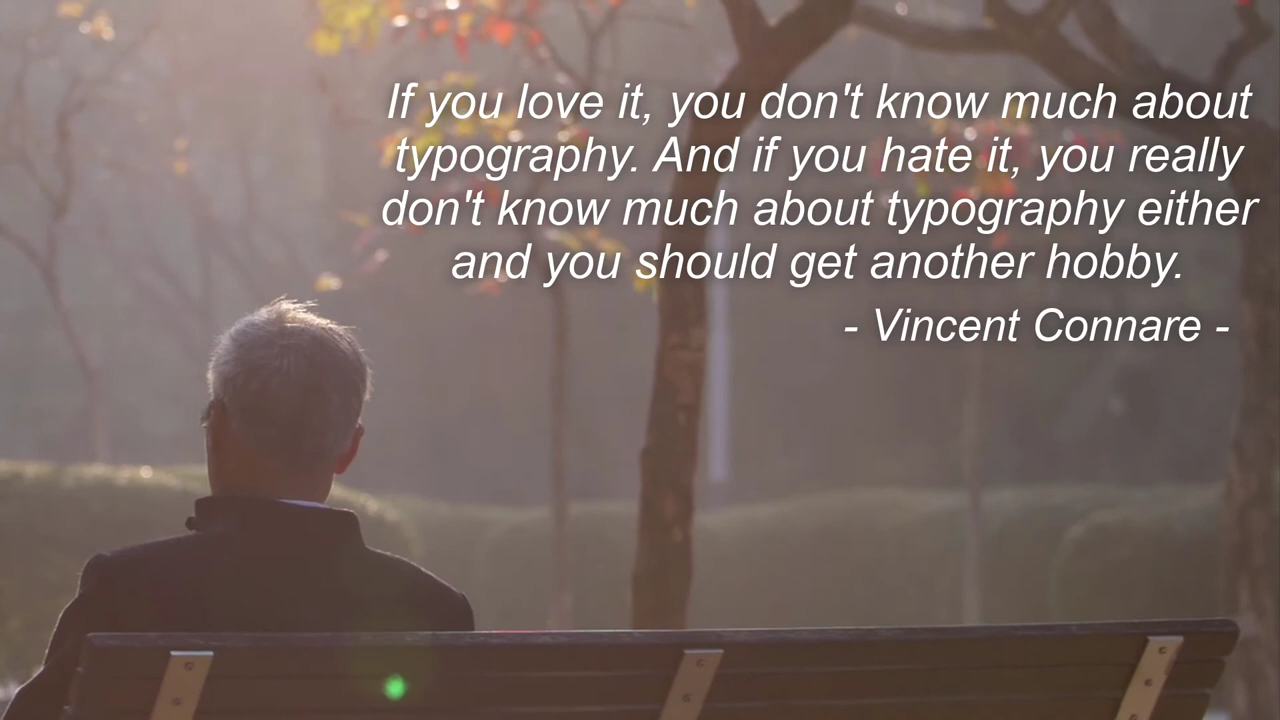 If you love it, you don't know much about
typography. And if you hate it, you really
don't know much about typography either
and you should get another hobby.
- Vincent Connare -